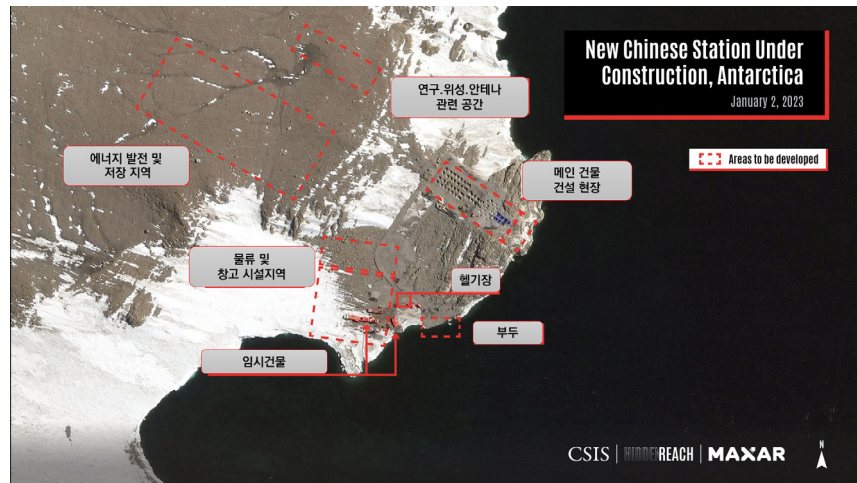 New Chinese Station Under
Construction, Antarctica
January 2, 2023
Areas to be developed
연구.위성.안테나
관련 공간
에너지 발전 및
저장 지역
메인 건물
건설 현장
물류 및
창고 시설지역
헬기장
부두
임시건물
CSIS | HIDDENREACH | MAXAR
N